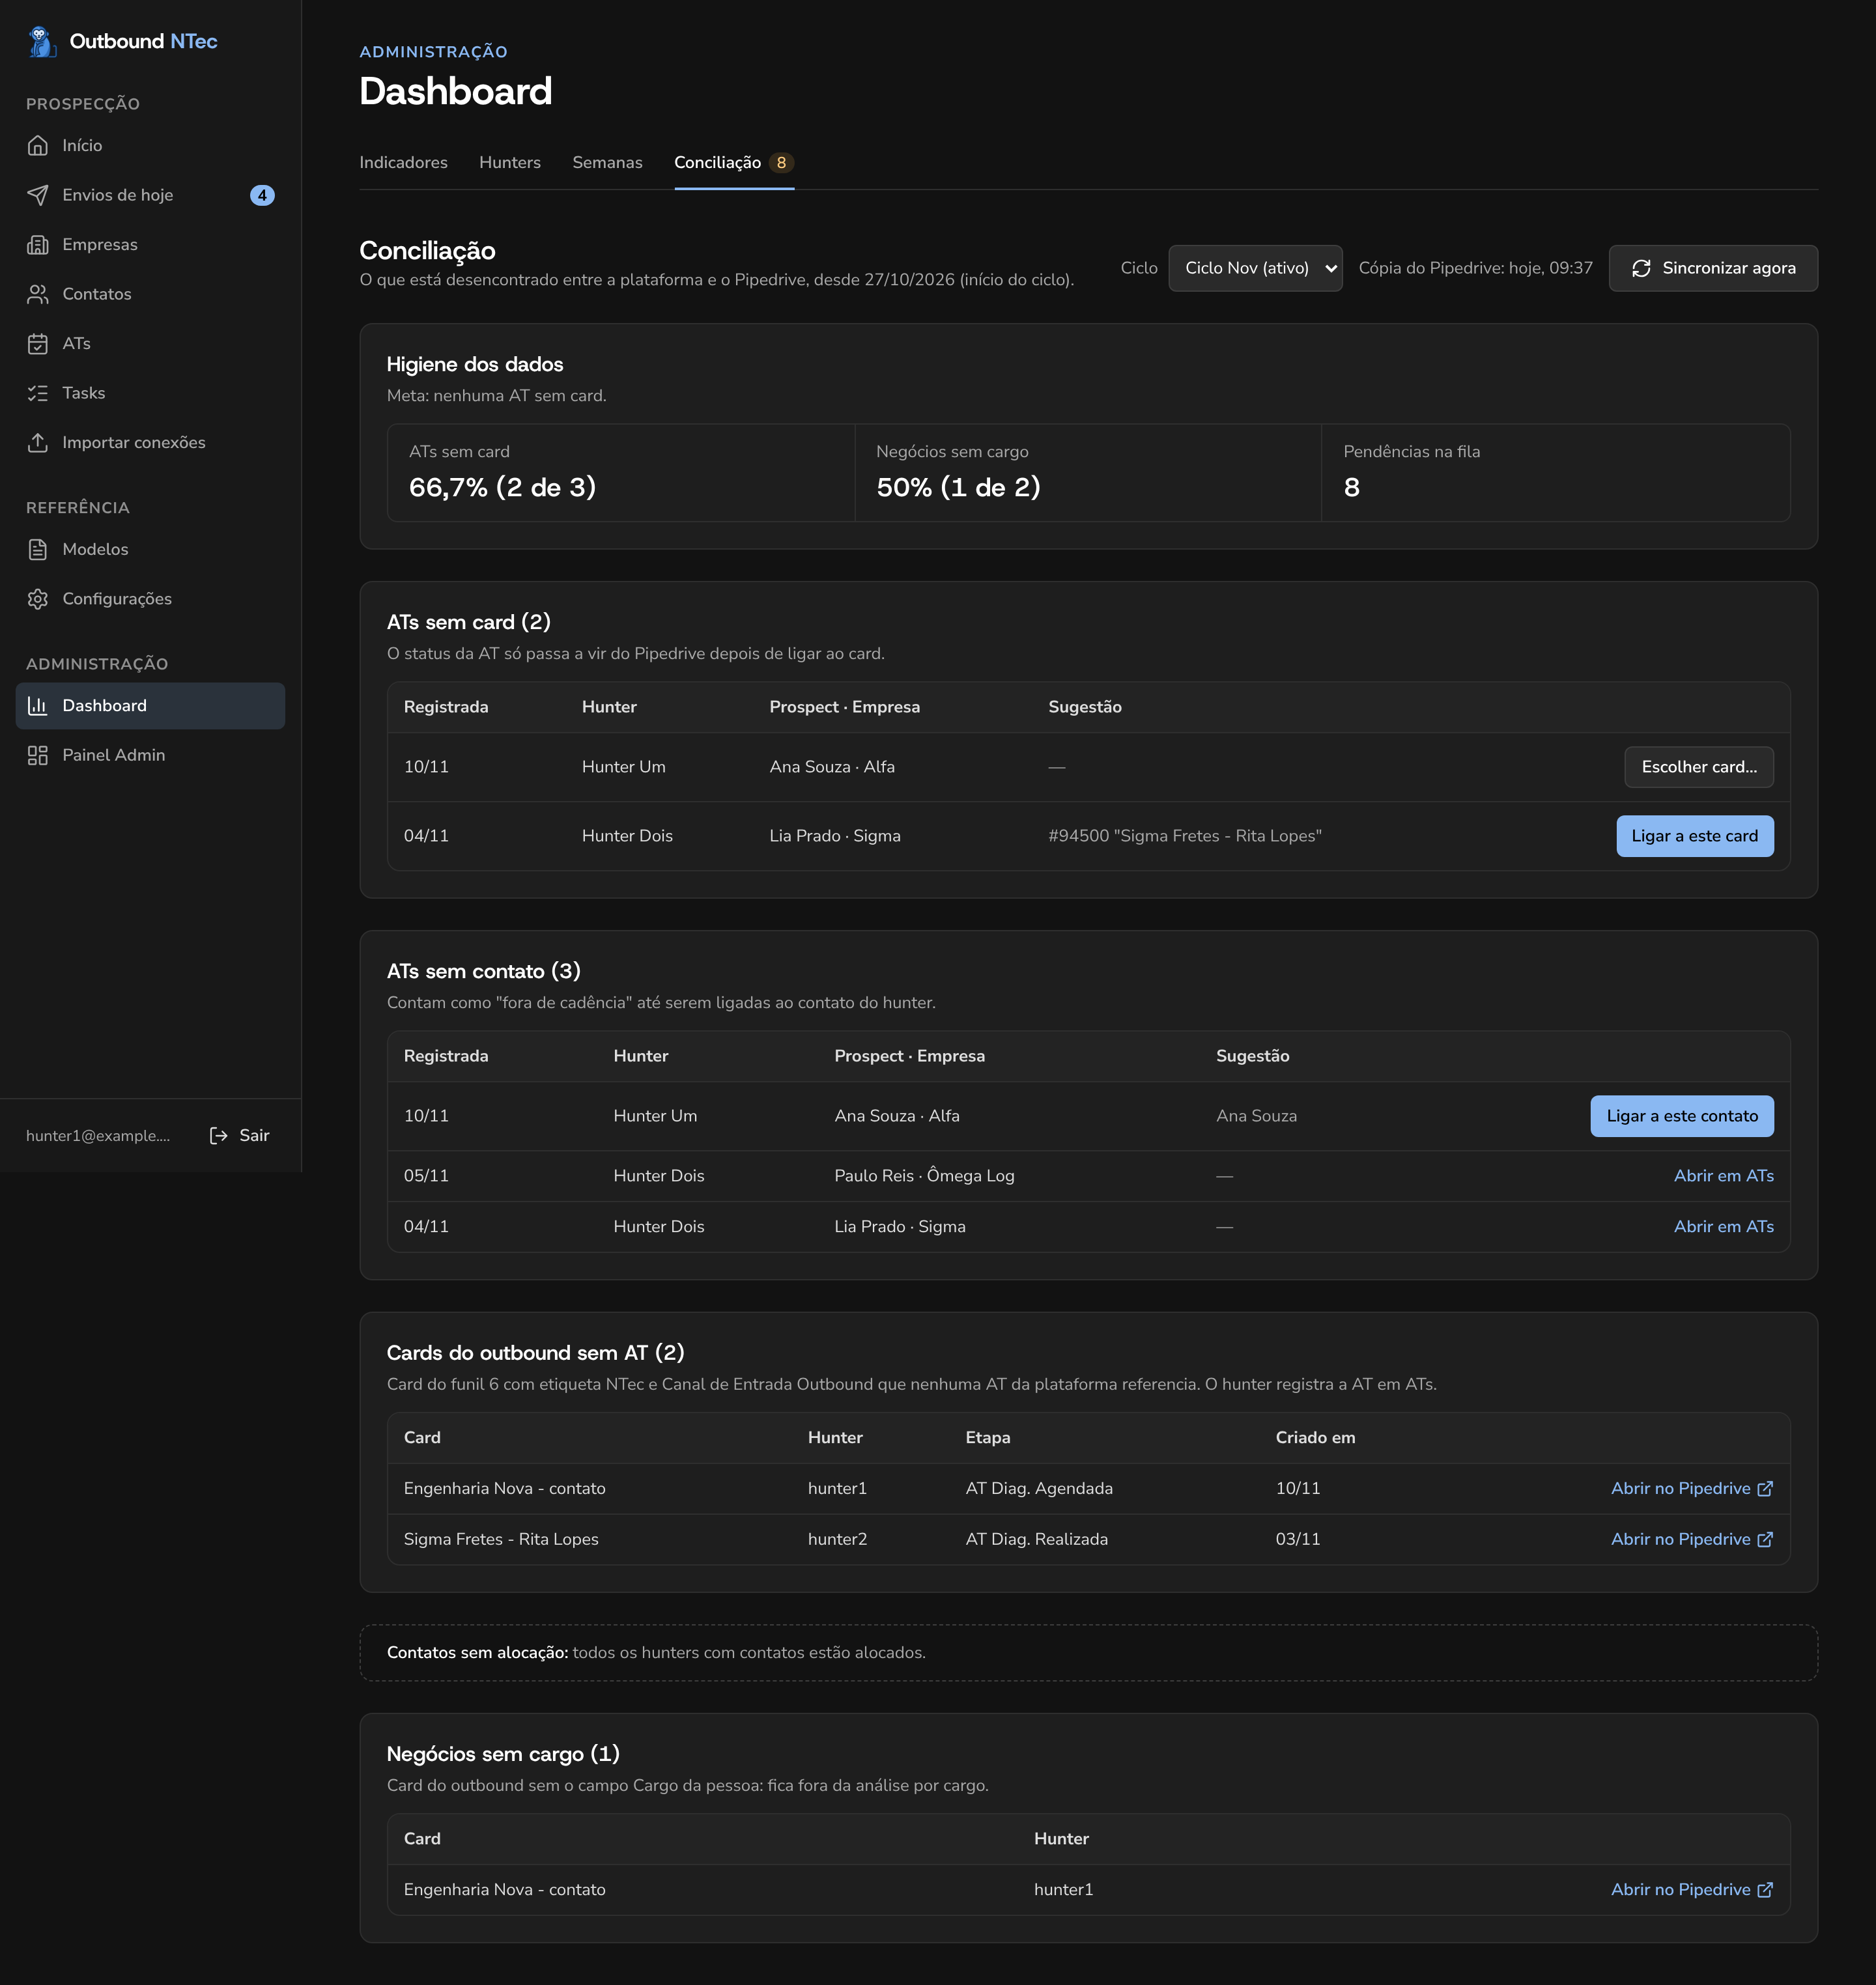 Outbound NTec
PROSPECÇÃO
Início
Envios de hoje 4
Empresas
Contatos
ATs
Tasks
Importar conexões
REFERÊNCIA
Modelos
Configurações
ADMINISTRAÇÃO
Dashboard
Painel Admin
hunter1@example.... Sair
ADMINISTRAÇÃO
Dashboard
Indicadores Hunters Semanas Conciliação 8
Conciliação
O que está desencontrado entre a plataforma e o Pipedrive, desde 27/10/2026 (início do ciclo).
Ciclo Ciclo Nov (ativo) Cópia do Pipedrive: hoje, 09:37 Sincronizar agora
Higiene dos dados
Meta: nenhuma AT sem card.
ATs sem card Negócios sem cargo Pendências na fila
66,7% (2 de 3) 50% (1 de 2) 8
ATs sem card (2)
O status da AT só passa a vir do Pipedrive depois de ligar ao card.
Registrada Hunter Prospect · Empresa Sugestão
10/11 Hunter Um Ana Souza · Alfa — Escolher card...
04/11 Hunter Dois Lia Prado · Sigma #94500 "Sigma Fretes - Rita Lopes" Ligar a este card
ATs sem contato (3)
Contam como "fora de cadência" até serem ligadas ao contato do hunter.
Registrada Hunter Prospect · Empresa Sugestão
10/11 Hunter Um Ana Souza · Alfa Ana Souza Ligar a este contato
05/11 Hunter Dois Paulo Reis · Ômega Log — Abrir em ATs
04/11 Hunter Dois Lia Prado · Sigma — Abrir em ATs
Cards do outbound sem AT (2)
Card do funil 6 com etiqueta NTec e Canal de Entrada Outbound que nenhuma AT da plataforma referencia. O hunter registra a AT em ATs.
Card Hunter Etapa Criado em
Engenharia Nova - contato hunter1 AT Diag. Agendada 10/11 Abrir no Pipedrive
Sigma Fretes - Rita Lopes hunter2 AT Diag. Realizada 03/11 Abrir no Pipedrive
Contatos sem alocação: todos os hunters com contatos estão alocados.
Negócios sem cargo (1)
Card do outbound sem o campo Cargo da pessoa: fica fora da análise por cargo.
Card Hunter
Engenharia Nova - contato hunter1 Abrir no Pipedrive